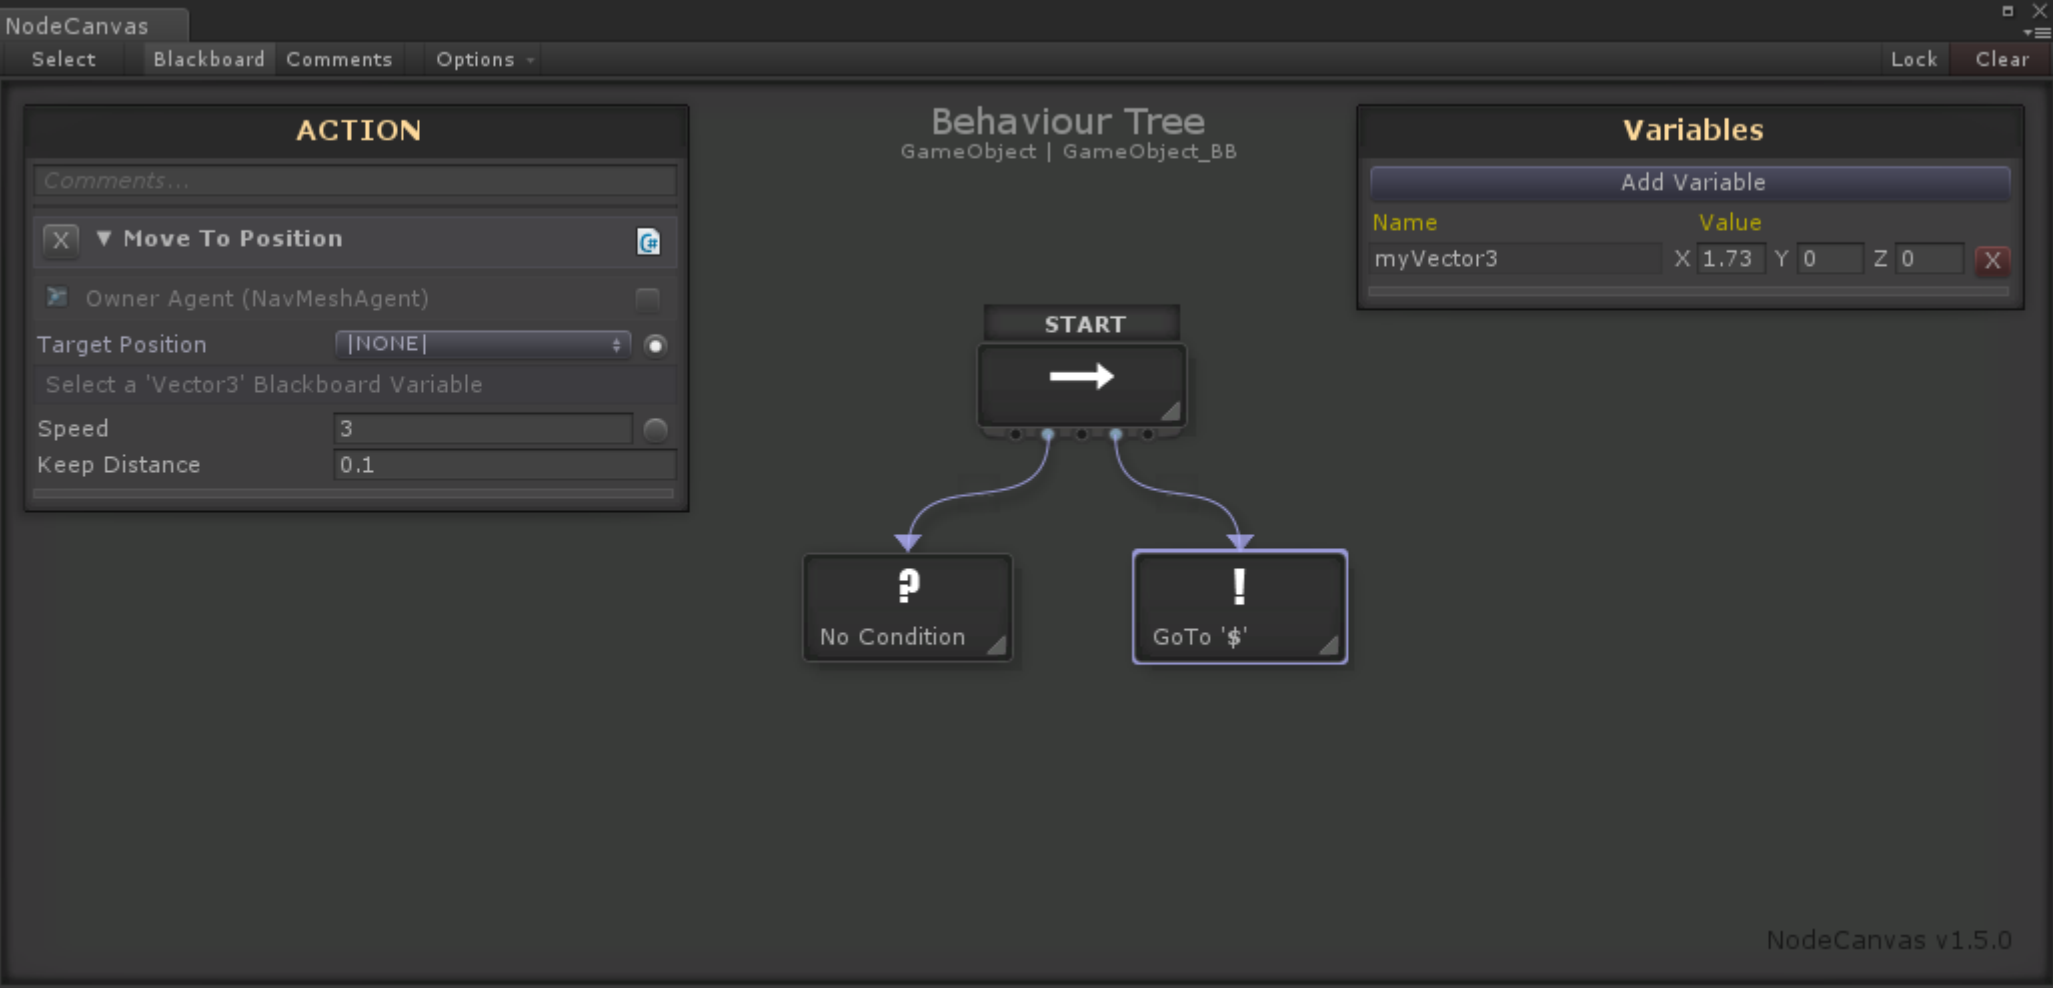 NodeCanvas
Select
Blackboard
Comments
Options
Lock
Clear
ACTION
Comments...
X
Move To Position
C#
Owner Agent (NavMeshAgent)
Target Position
|NONE|
Select a 'Vector3' Blackboard Variable
Speed
3
Keep Distance
0.1
Behaviour Tree
GameObject | GameObject_BB
START
?
No Condition
!
GoTo '$'
Variables
Add Variable
Name
Value
myVector3
X 1.73 Y 0 Z 0
X
NodeCanvas v1.5.0